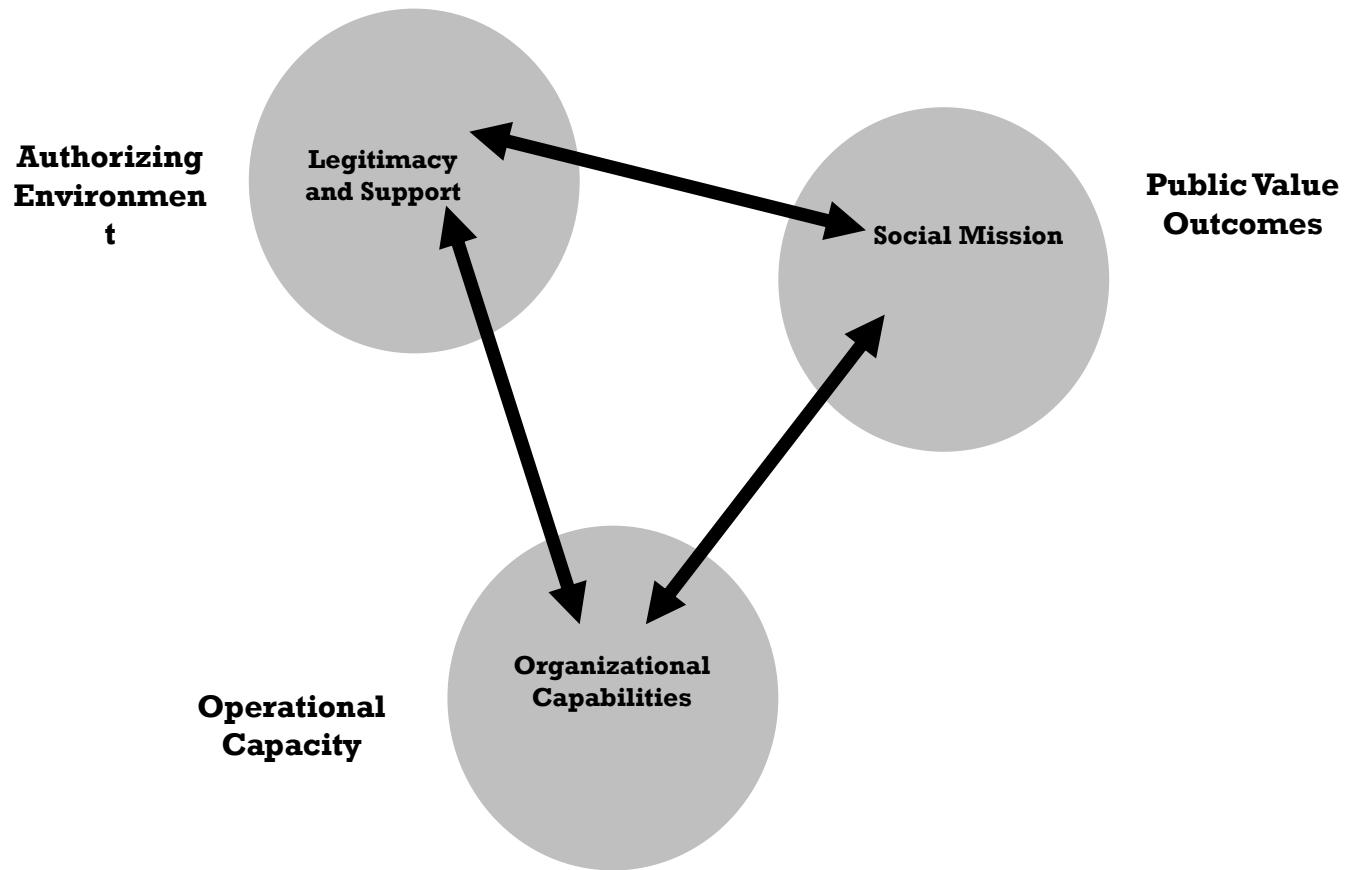 Authorizing
Environmen
t
Legitimacy
and Support
Social Mission
Public Value
Outcomes
Organizational
Capabilities
Operational
Capacity